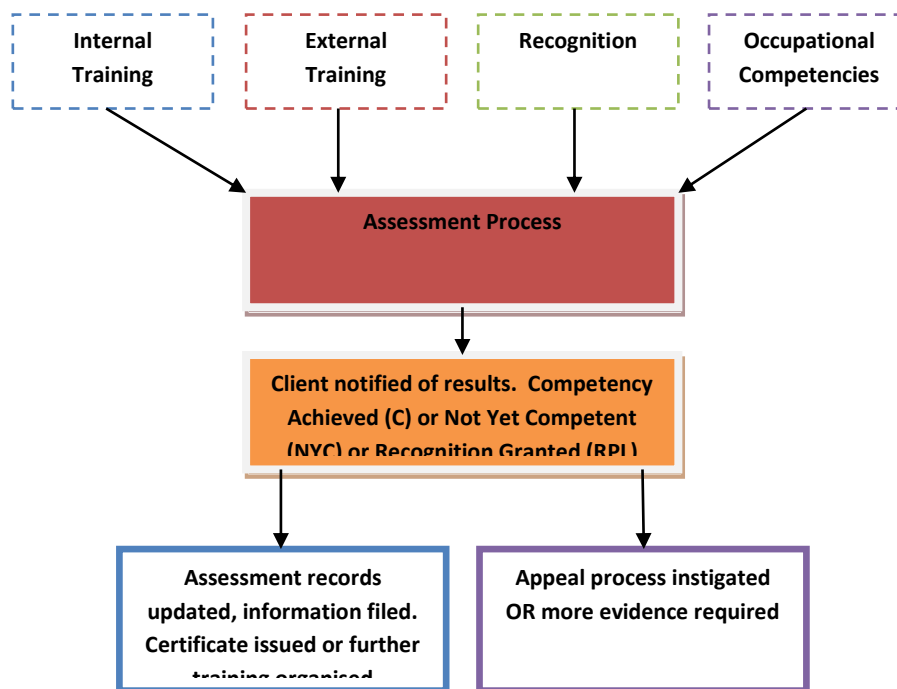 Internal
Training
External
Training
Recognition
Occupational
Competencies
Assessment Process
Client notified of results.  Competency
Achieved (C) or Not Yet Competent
(NYC) or Recognition Granted (RPL)
Assessment records
updated, information filed.
Certificate issued or further
training organised
Appeal process instigated
OR more evidence required